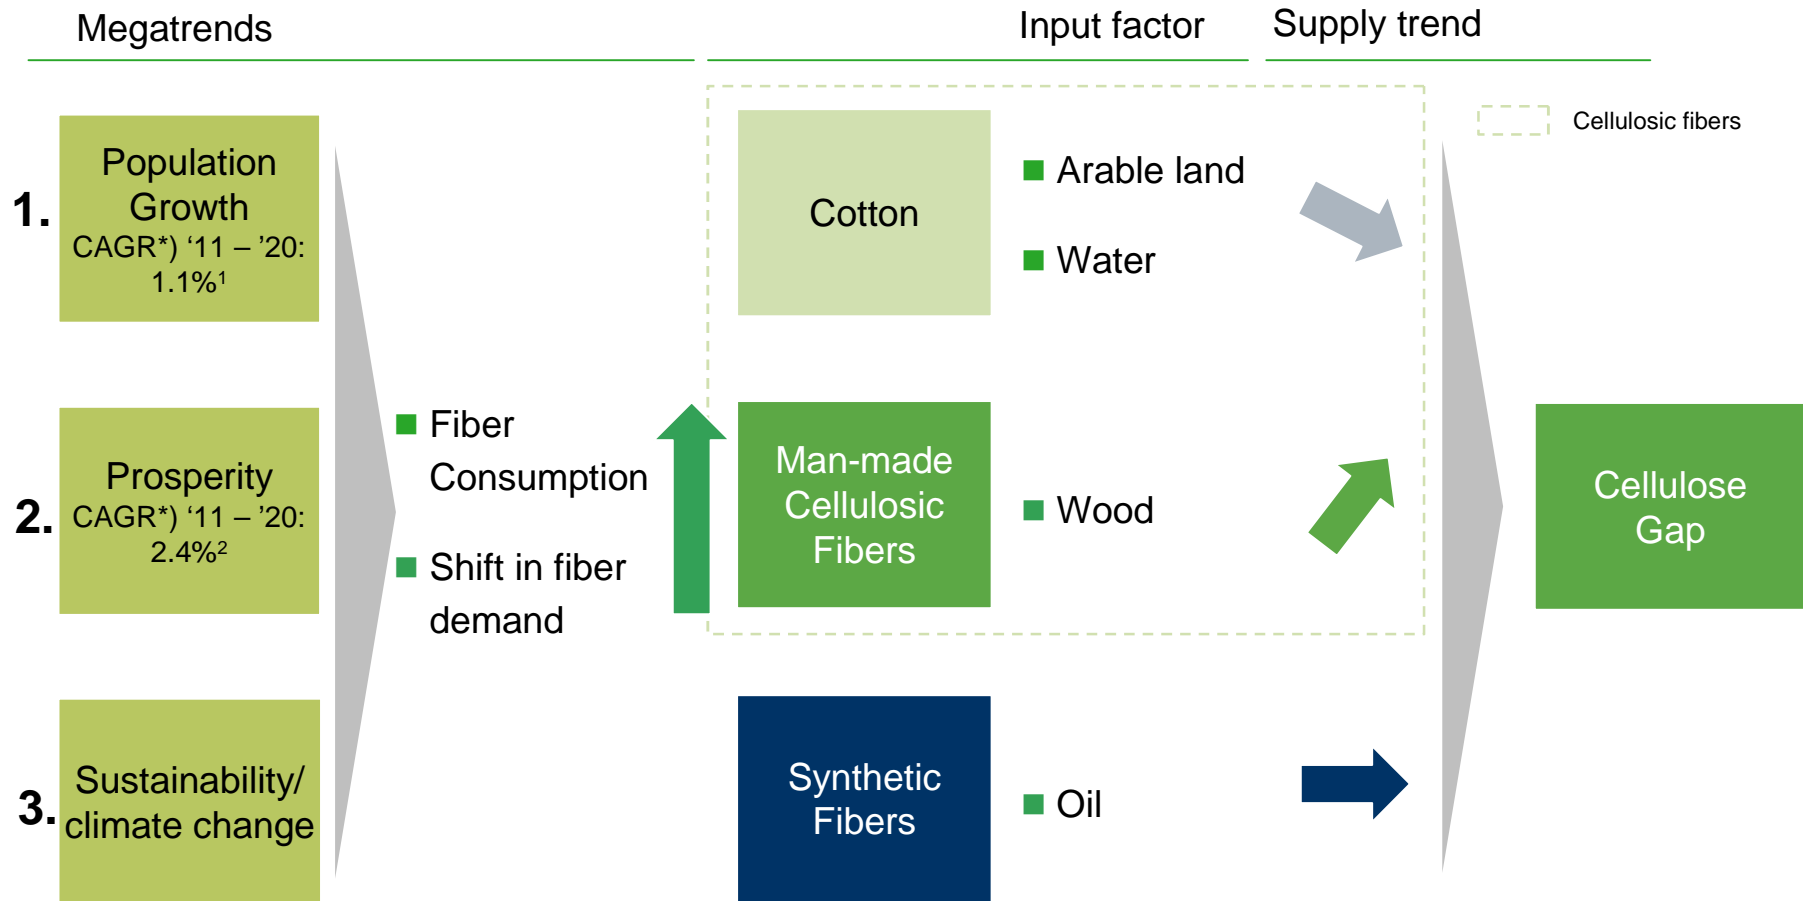 Megatrends
Input factor
Supply trend
Cellulosic fibers
1.
Population
Growth
CAGR*) ‘11 – ’20:
1.1%¹
2.
Prosperity
CAGR*) ‘11 – ’20:
2.4%²
3.
Sustainability/
climate change
■ Fiber
Consumption
■ Shift in fiber
demand
Cotton
■ Arable land
■ Water
Man-made
Cellulosic
Fibers
■ Wood
Synthetic
Fibers
■ Oil
Cellulose
Gap